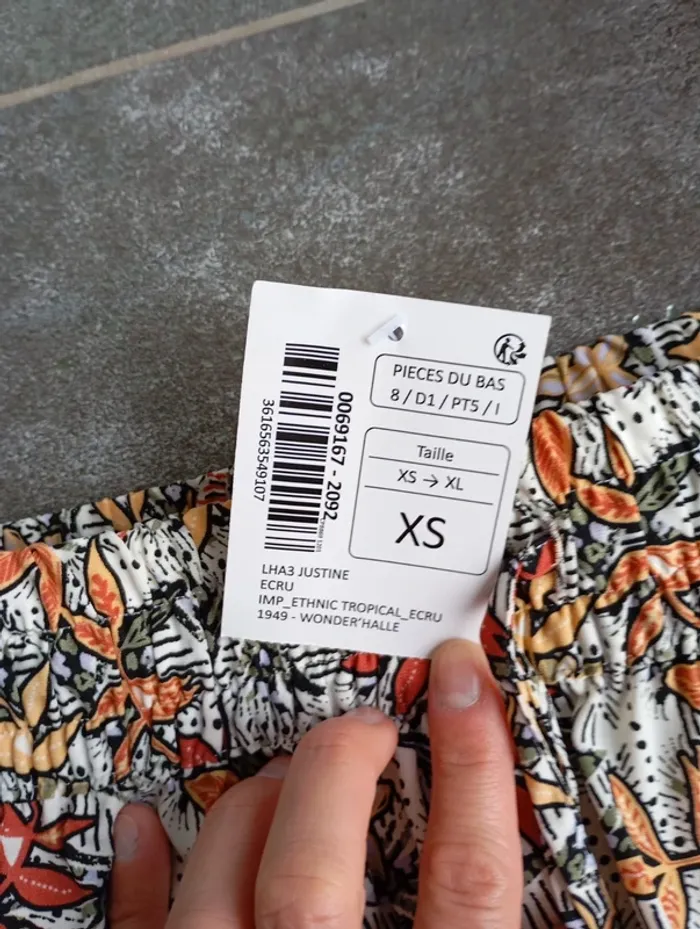 PIECES DU BAS
8 / D1 / PT5 / I
Taille
XS → XL
XS
0069167 - 2092
3616563549107
LHA3 JUSTINE
ECRU
IMP_ETHNIC TROPICAL_ECRU
1949 - WONDER'HALLE